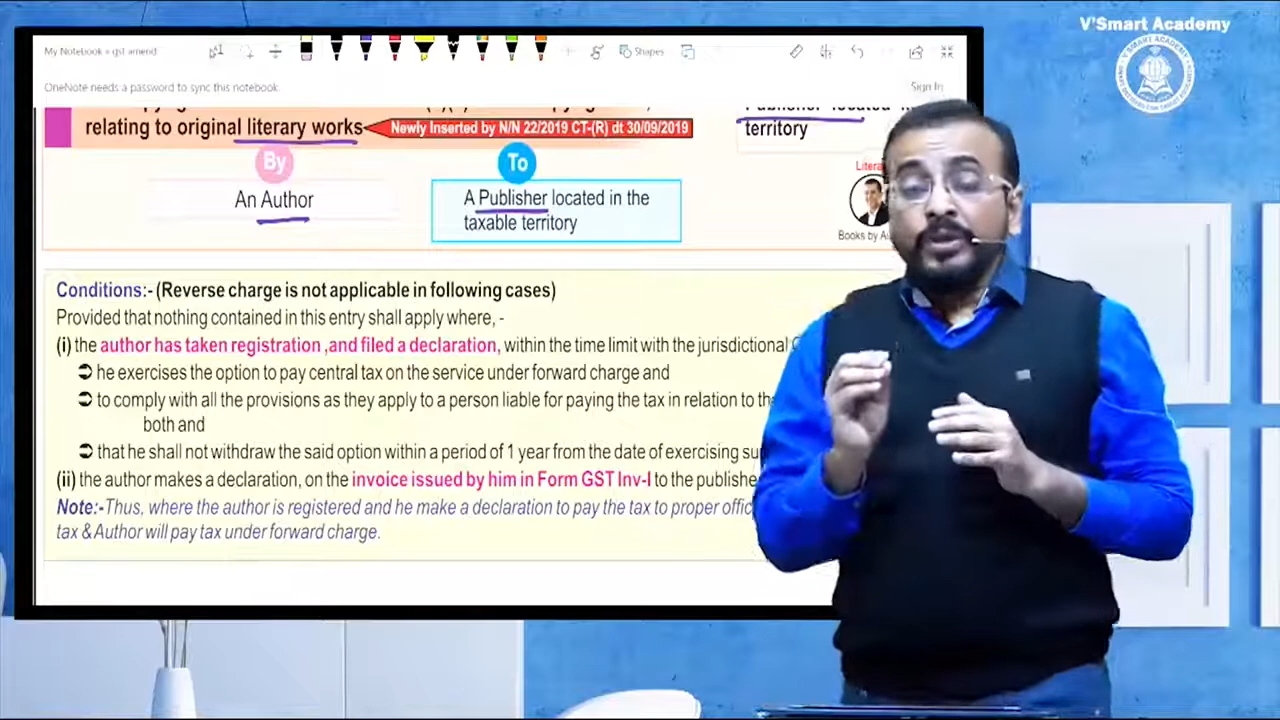 V'Smart Academy
My Notebook » gst amend
Shapes
OneNote needs a password to sync this notebook.
Sign In
relating to original literary works
Newly Inserted by N/N 22/2019 CT-(R) dt 30/09/2019
Publisher located
territory
By
To
An Author
A Publisher located in the
taxable territory
Litera
Books by
Conditions:- (Reverse charge is not applicable in following cases)
Provided that nothing contained in this entry shall apply where, -
(i) the author has taken registration ,and filed a declaration, within the time limit with the jurisdictional
➲ he exercises the option to pay central tax on the service under forward charge and
➲ to comply with all the provisions as they apply to a person liable for paying the tax in relation to
both and
➲ that he shall not withdraw the said option within a period of 1 year from the date of exercising
(ii) the author makes a declaration, on the invoice issued by him in Form GST Inv-I to the publishe
Note:-Thus, where the author is registered and he make a declaration to pay the tax to proper
tax & Author will pay tax under forward charge.